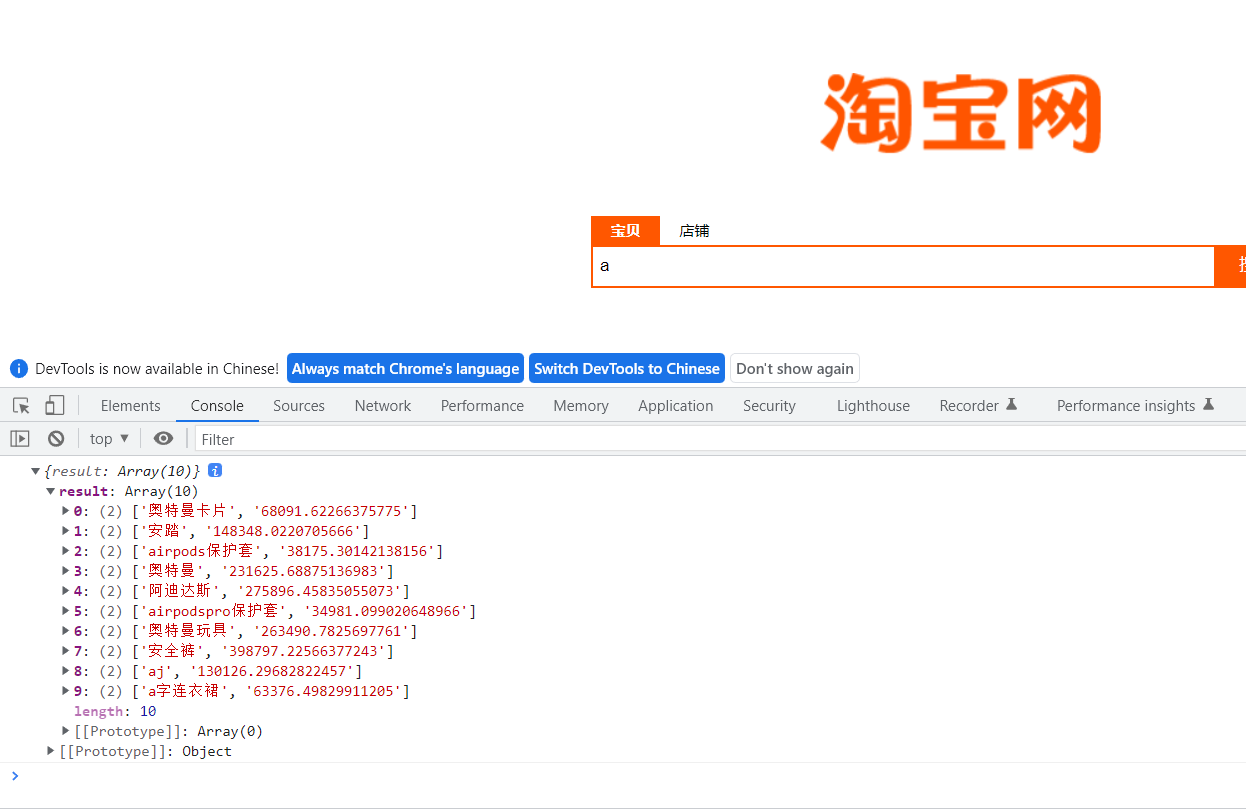 淘宝网
宝贝 店铺
a
DevTools is now available in Chinese! Always match Chrome's language Switch DevTools to Chinese Don't show again
Elements Console Sources Network Performance Memory Application Security Lighthouse Recorder Performance insights
top ▼ Filter
▼{result: Array(10)} i
▼result: Array(10)
▶0: (2) ['奥特曼卡片', '68091.62266375775']
▶1: (2) ['安踏', '148348.0220705666']
▶2: (2) ['airpods保护套', '38175.30142138156']
▶3: (2) ['奥特曼', '231625.68875136983']
▶4: (2) ['阿迪达斯', '275896.45835055073']
▶5: (2) ['airpodspro保护套', '34981.099020648966']
▶6: (2) ['奥特曼玩具', '263490.7825697761']
▶7: (2) ['安全裤', '398797.22566377243']
▶8: (2) ['aj', '130126.29682822457']
▶9: (2) ['a字连衣裙', '63376.49829911205']
length: 10
▶[[Prototype]]: Array(0)
▶[[Prototype]]: Object